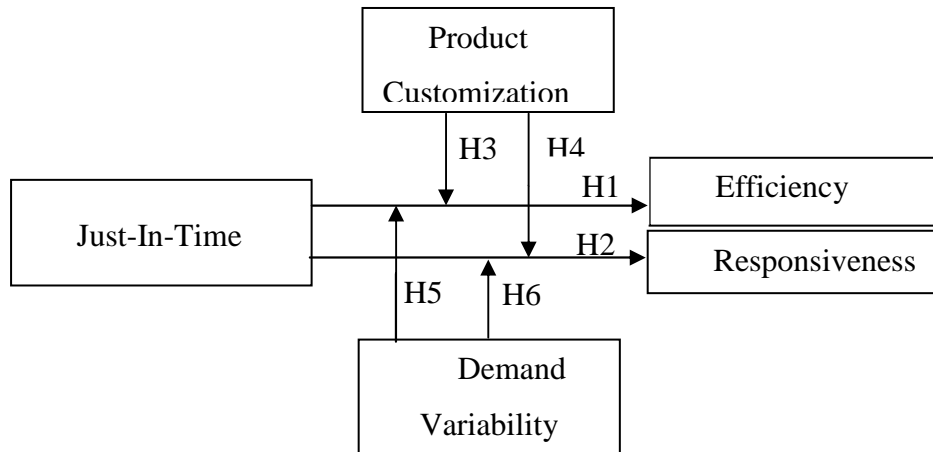 Product
Customization
H3
H4
H1
Efficiency
Just-In-Time
H2
Responsiveness
H5
H6
Demand
Variability